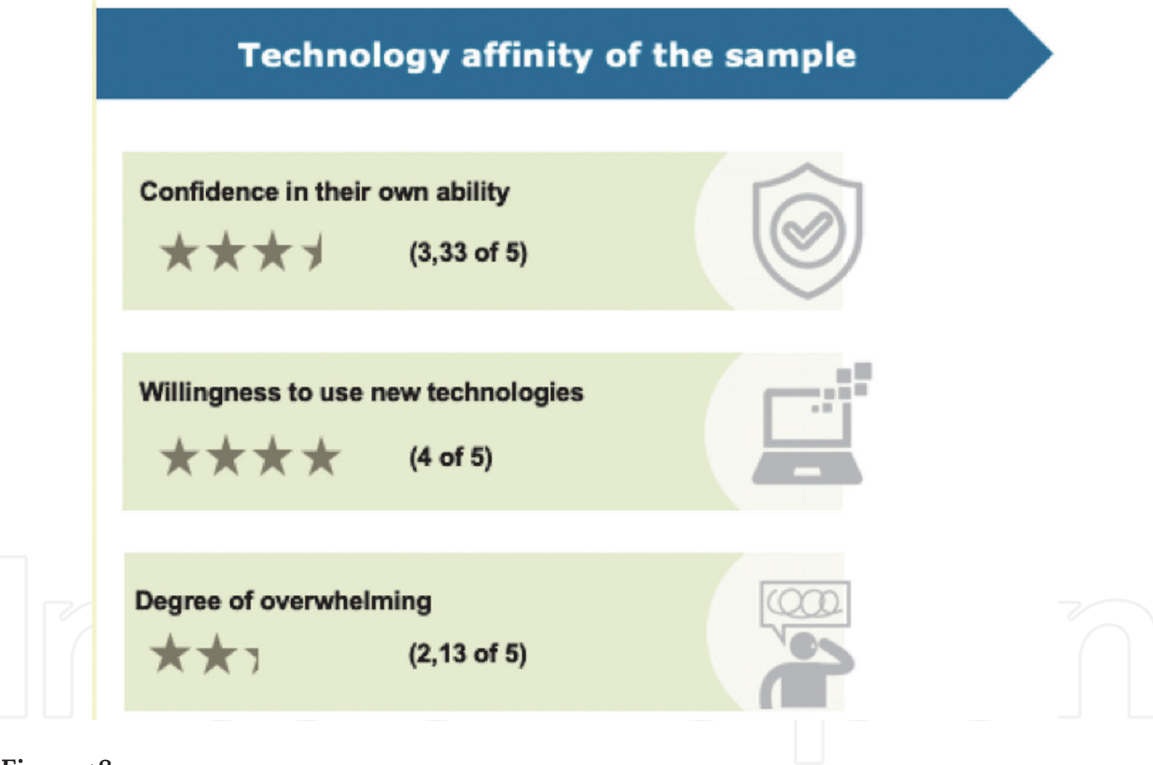 Technology affinity of the sample
Confidence in their own ability
(3,33 of 5)
Willingness to use new technologies
(4 of 5)
Degree of overwhelming
(2,13 of 5)